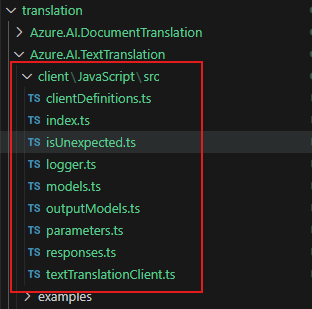 translation
Azure.AI.DocumentTranslation
Azure.AI.TextTranslation
client\JavaScript\src
TS clientDefinitions.ts
TS index.ts
TS isUnexpected.ts
TS logger.ts
TS models.ts
TS outputModels.ts
TS parameters.ts
TS responses.ts
TS textTranslationClient.ts
examples